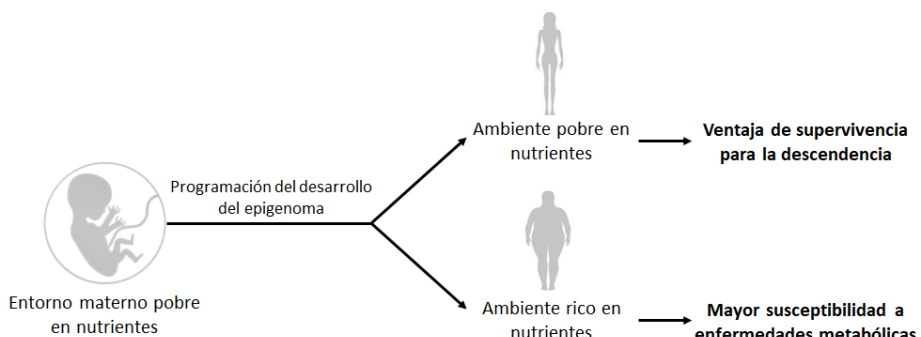 Entorno materno pobre
en nutrientes
Programación del desarrollo
del epigenoma
Ambiente pobre en
nutrientes
Ventaja de supervivencia
para la descendencia
Ambiente rico en
nutrientes
Mayor susceptibilidad a
enfermedades metabólicas